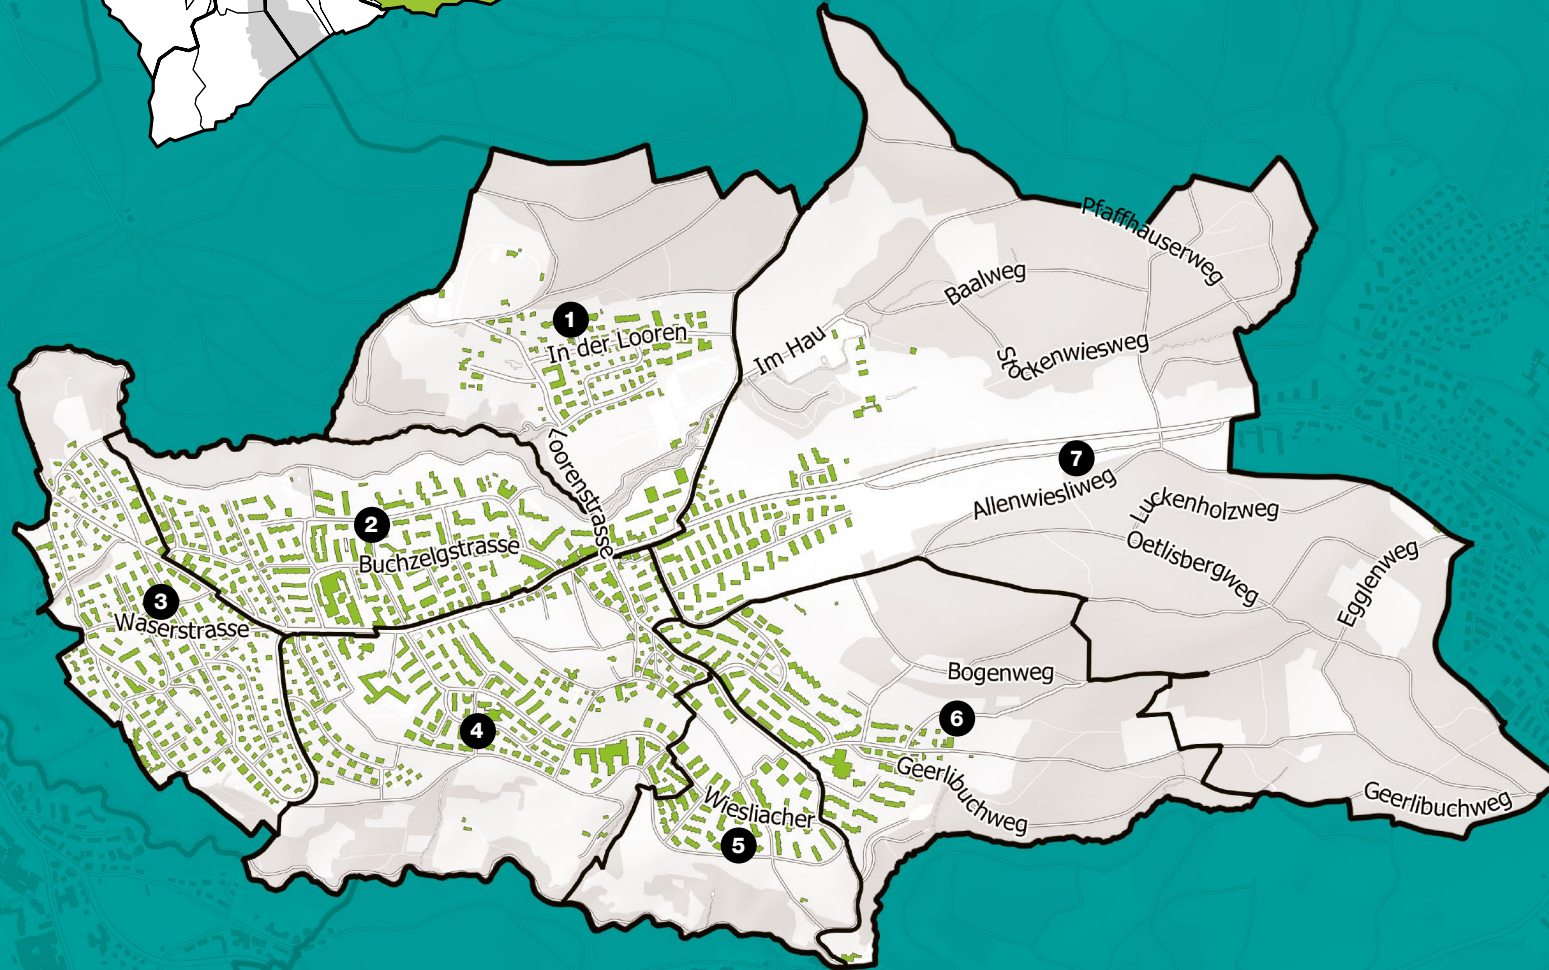 Pfaffhauserweg
Baalweg
1
In der Looren
Im Hau
Stockenwiesweg
7
Allenwiesliweg
Luckenholzweg
Loorenstrasse
2
Buchzelgstrasse
Oetlisbergweg
Egglenweg
3
Waserstrasse
Bogenweg
6
4
Geerlibuchweg
Geerlibuchweg
Wiesliacher
5